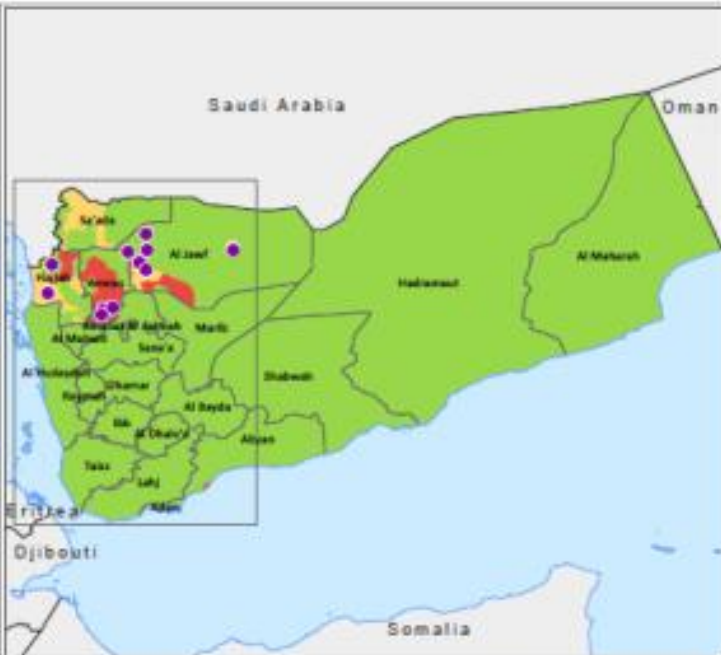 Saudi Arabia
Oman
Sa'ada
Al Jawf
Hajjah
Amran
Hadramaut
Al Maharah
Marib
Al Mahwit
Sana'a
Al Hudaydah
Dhamar
Raymah
Shabwah
Al Bayda
Ibb
Al Dhale'e
Abyan
Taizz
Lahj
Aden
Eritrea
Djibouti
Somalia